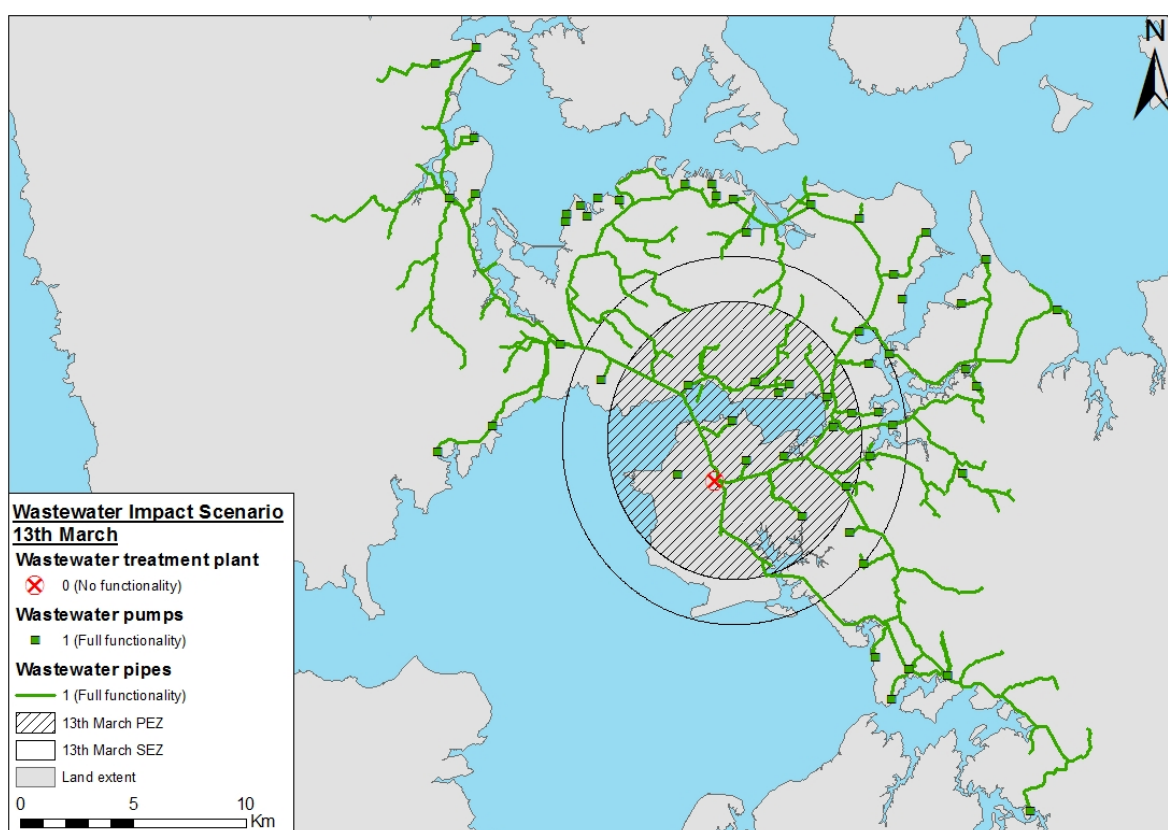 N
Wastewater Impact Scenario
13th March
Wastewater treatment plant
0 (No functionality)
Wastewater pumps
1 (Full functionality)
Wastewater pipes
1 (Full functionality)
13th March PEZ
13th March SEZ
Land extent
0 5 10
Km